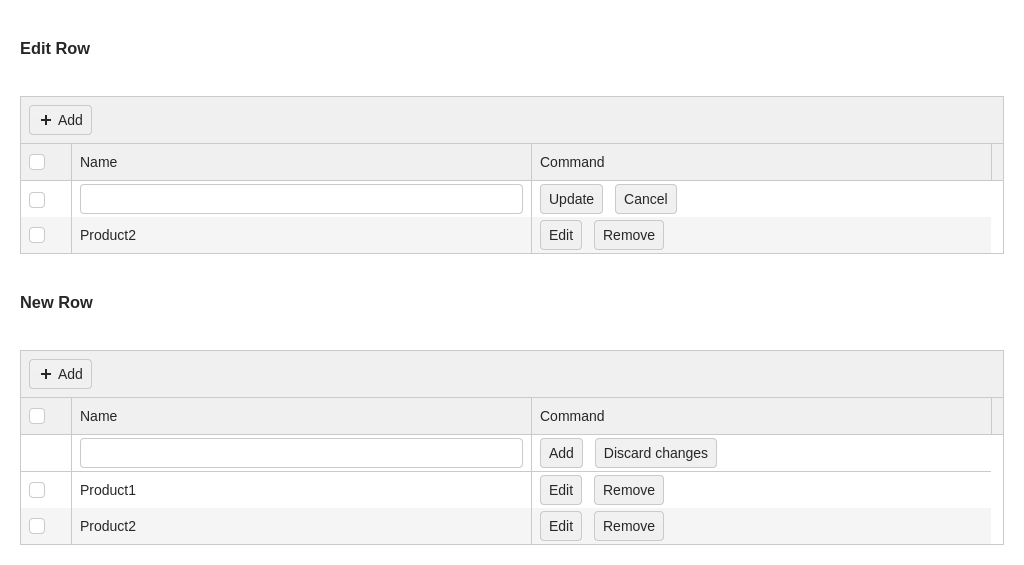 Edit Row
Add
Name Command
Update Cancel
Product2 Edit Remove
New Row
Add
Name Command
Add Discard changes
Product1 Edit Remove
Product2 Edit Remove